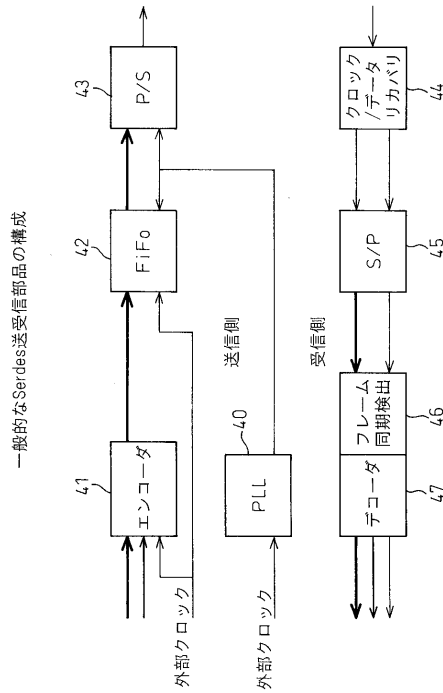 一般的なSerdes送受信部品の構成
41
エンコーダ
42
FiFo
43
P/S
外部クロック
40
PLL
外部クロック
送信側
受信側
デコーダ
フレーム
同期検出
S/P
クロック
/データ
リカバリ
47
46
45
44